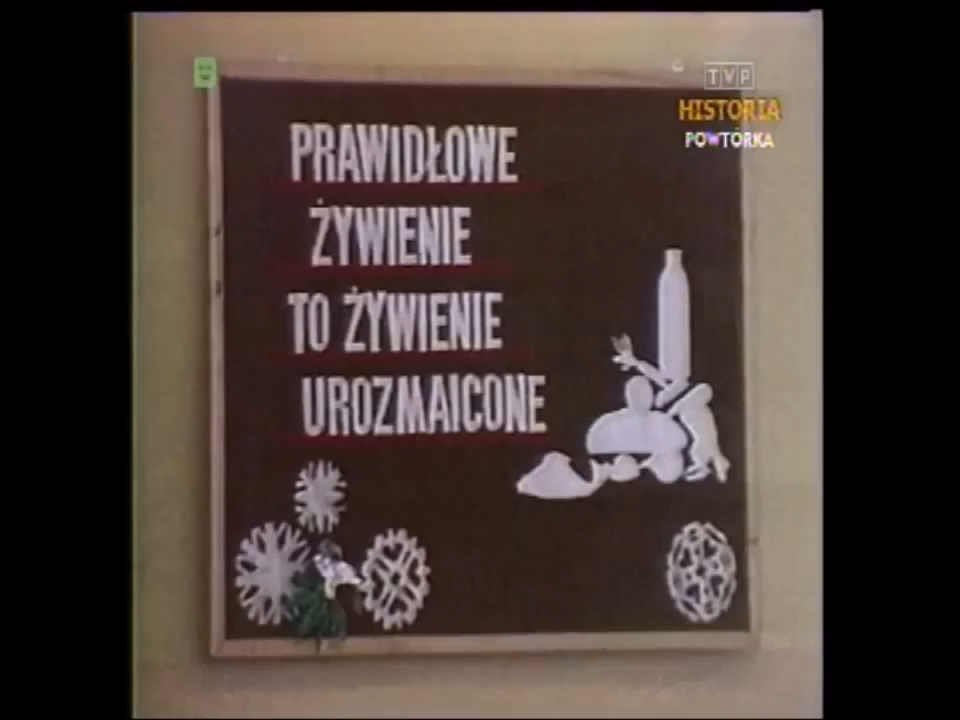 TVP
HISTORIA
POWTÓRKA
PRAWIDŁOWE
ŻYWIENIE
TO ŻYWIENIE
UROZMAICONE